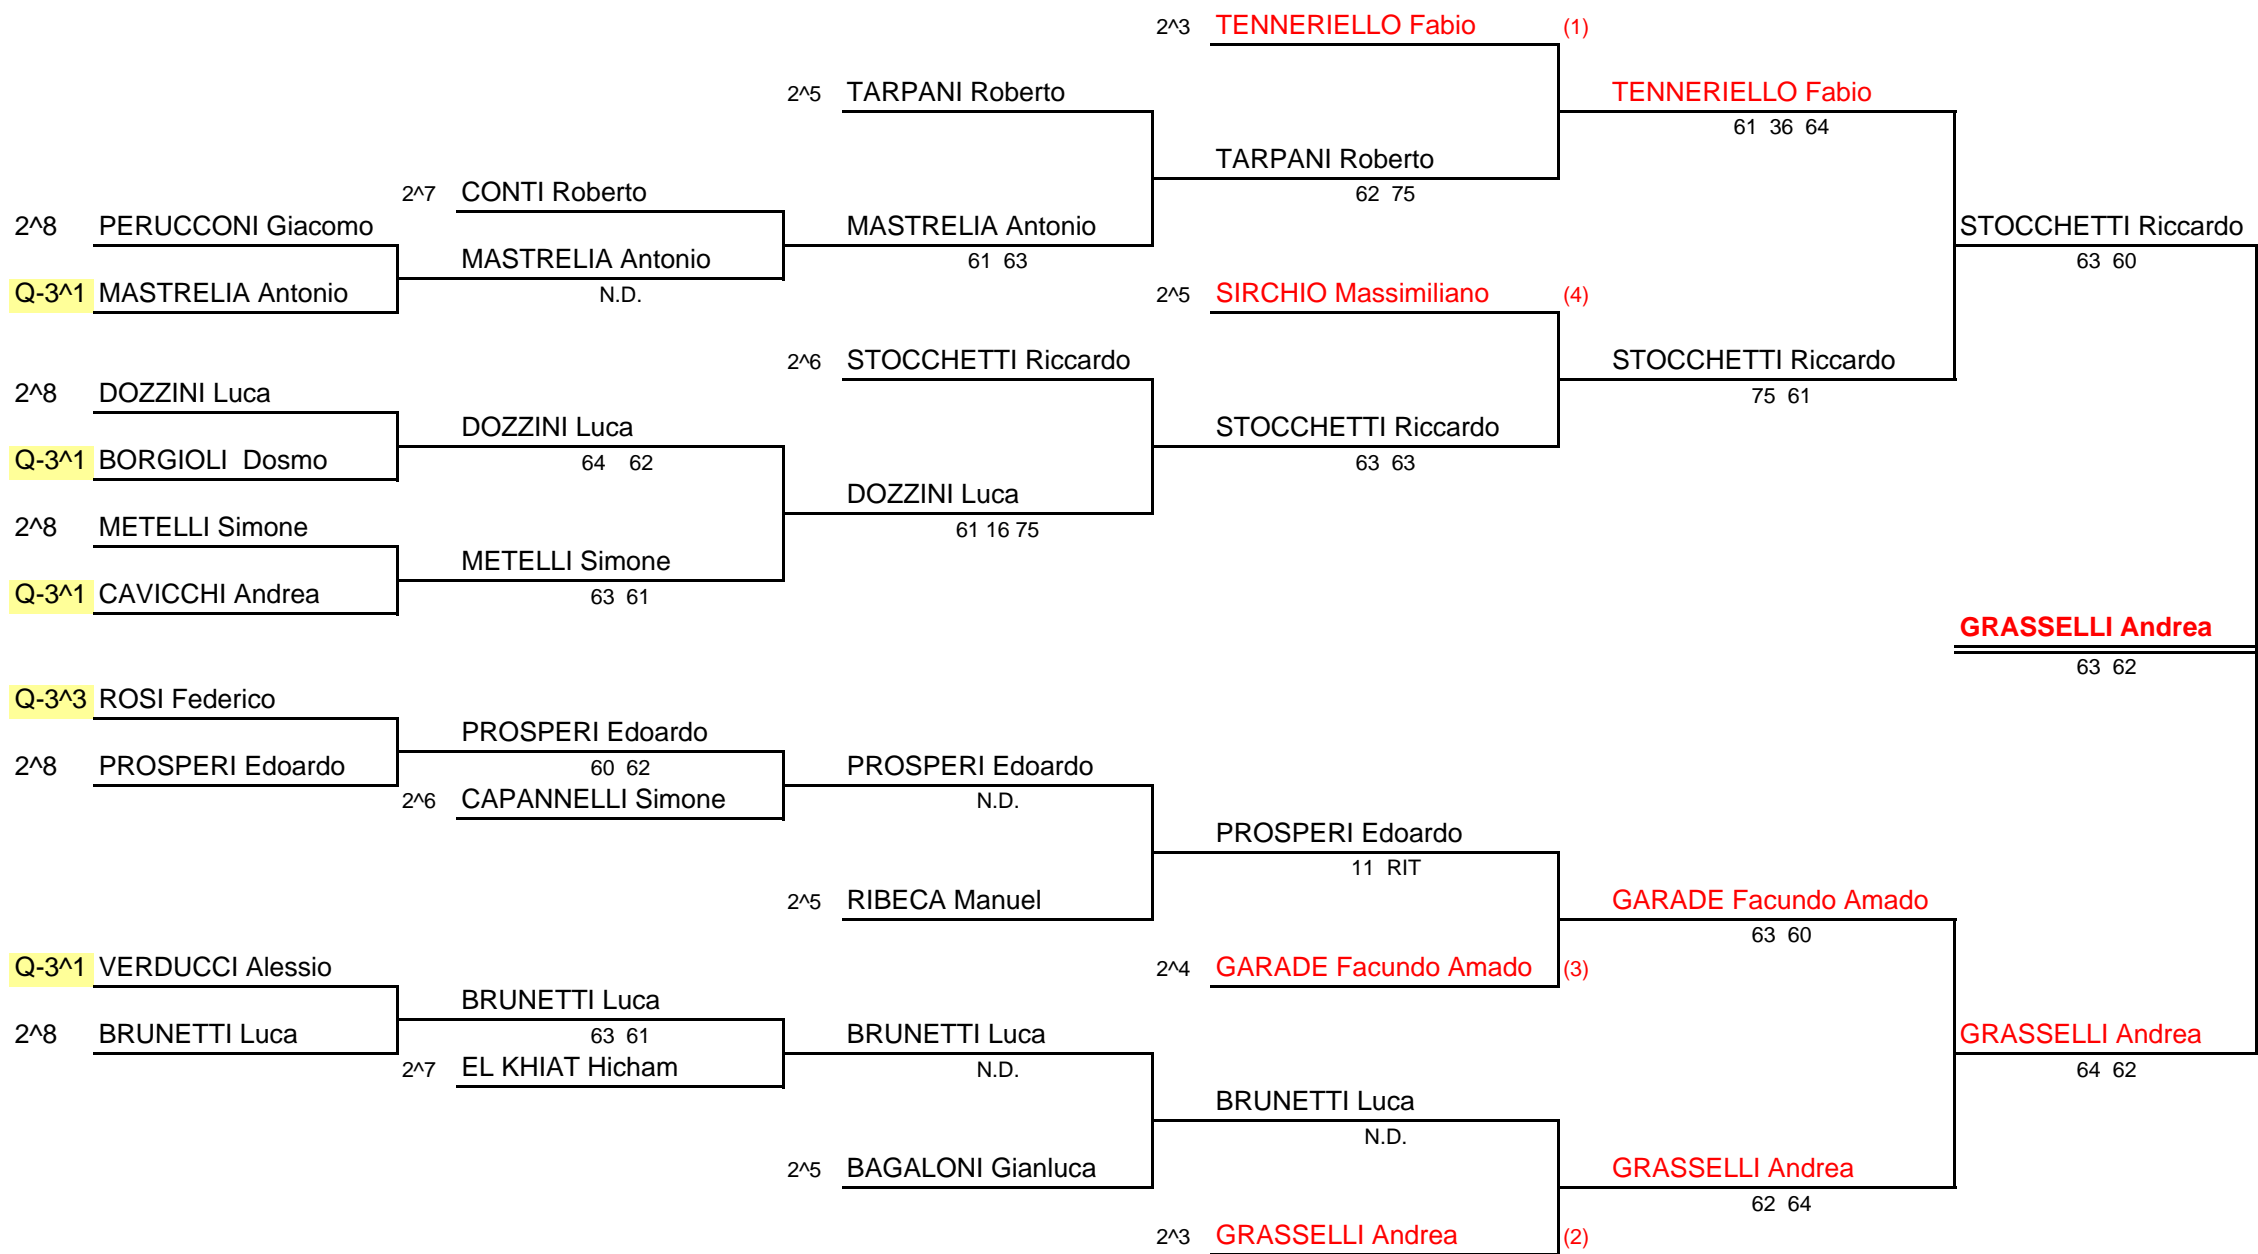 2^3 TENNERIELLO Fabio (1)
2^5 TARPANI Roberto TENNERIELLO Fabio
61 36 64
TARPANI Roberto
2^7 CONTI Roberto 62 75
2^8 PERUCCONI Giacomo MASTRELIA Antonio STOCCHETTI Riccardo
MASTRELIA Antonio 61 63 63 60
Q-3^1 MASTRELIA Antonio N.D. 2^5 SIRCHIO Massimiliano (4)
2^6 STOCCHETTI Riccardo STOCCHETTI Riccardo
2^8 DOZZINI Luca 75 61
DOZZINI Luca STOCCHETTI Riccardo
Q-3^1 BORGIOLI Dosmo 64 62 63 63
DOZZINI Luca
2^8 METELLI Simone 61 16 75
METELLI Simone
Q-3^1 CAVICCHI Andrea 63 61
GRASSELLI Andrea
63 62
Q-3^3 ROSI Federico
PROSPERI Edoardo
2^8 PROSPERI Edoardo 60 62 PROSPERI Edoardo
2^6 CAPANNELLI Simone N.D.
PROSPERI Edoardo
11 RIT
2^5 RIBECA Manuel GARADE Facundo Amado
63 60
Q-3^1 VERDUCCI Alessio 2^4 GARADE Facundo Amado (3)
BRUNETTI Luca
2^8 BRUNETTI Luca 63 61 BRUNETTI Luca GRASSELLI Andrea
2^7 EL KHIAT Hicham N.D. 64 62
BRUNETTI Luca
N.D.
2^5 BAGALONI Gianluca GRASSELLI Andrea
62 64
2^3 GRASSELLI Andrea (2)